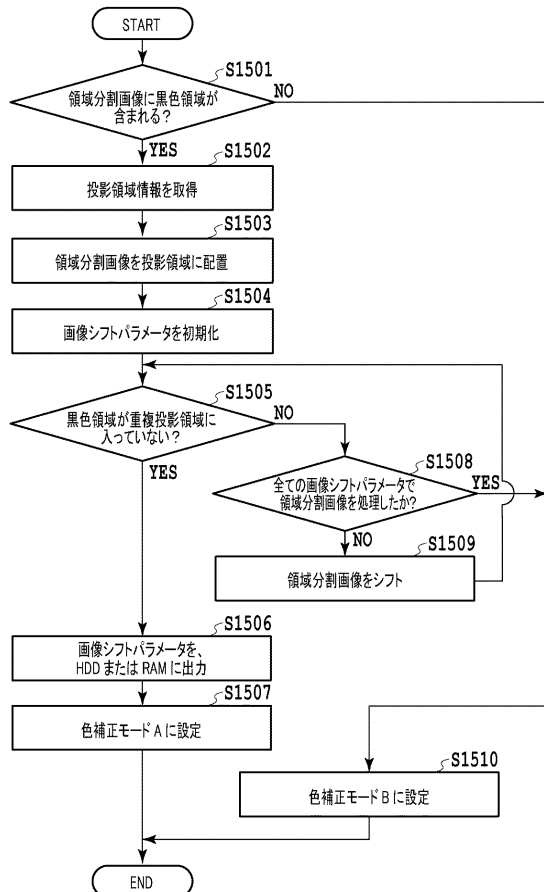 START
S1501
領域分割画像に黒色領域が
含まれる？
NO
YES
S1502
投影領域情報を取得
S1503
領域分割画像を投影領域に配置
S1504
画像シフトパラメータを初期化
S1505
黒色領域が重複投影領域に
入っていない？
NO
YES
S1508
全ての画像シフトパラメータで
領域分割画像を処理したか?
YES
NO
S1509
領域分割画像をシフト
S1506
画像シフトパラメータを、
HDD または RAM に出力
S1507
色補正モード A に設定
S1510
色補正モード B に設定
END